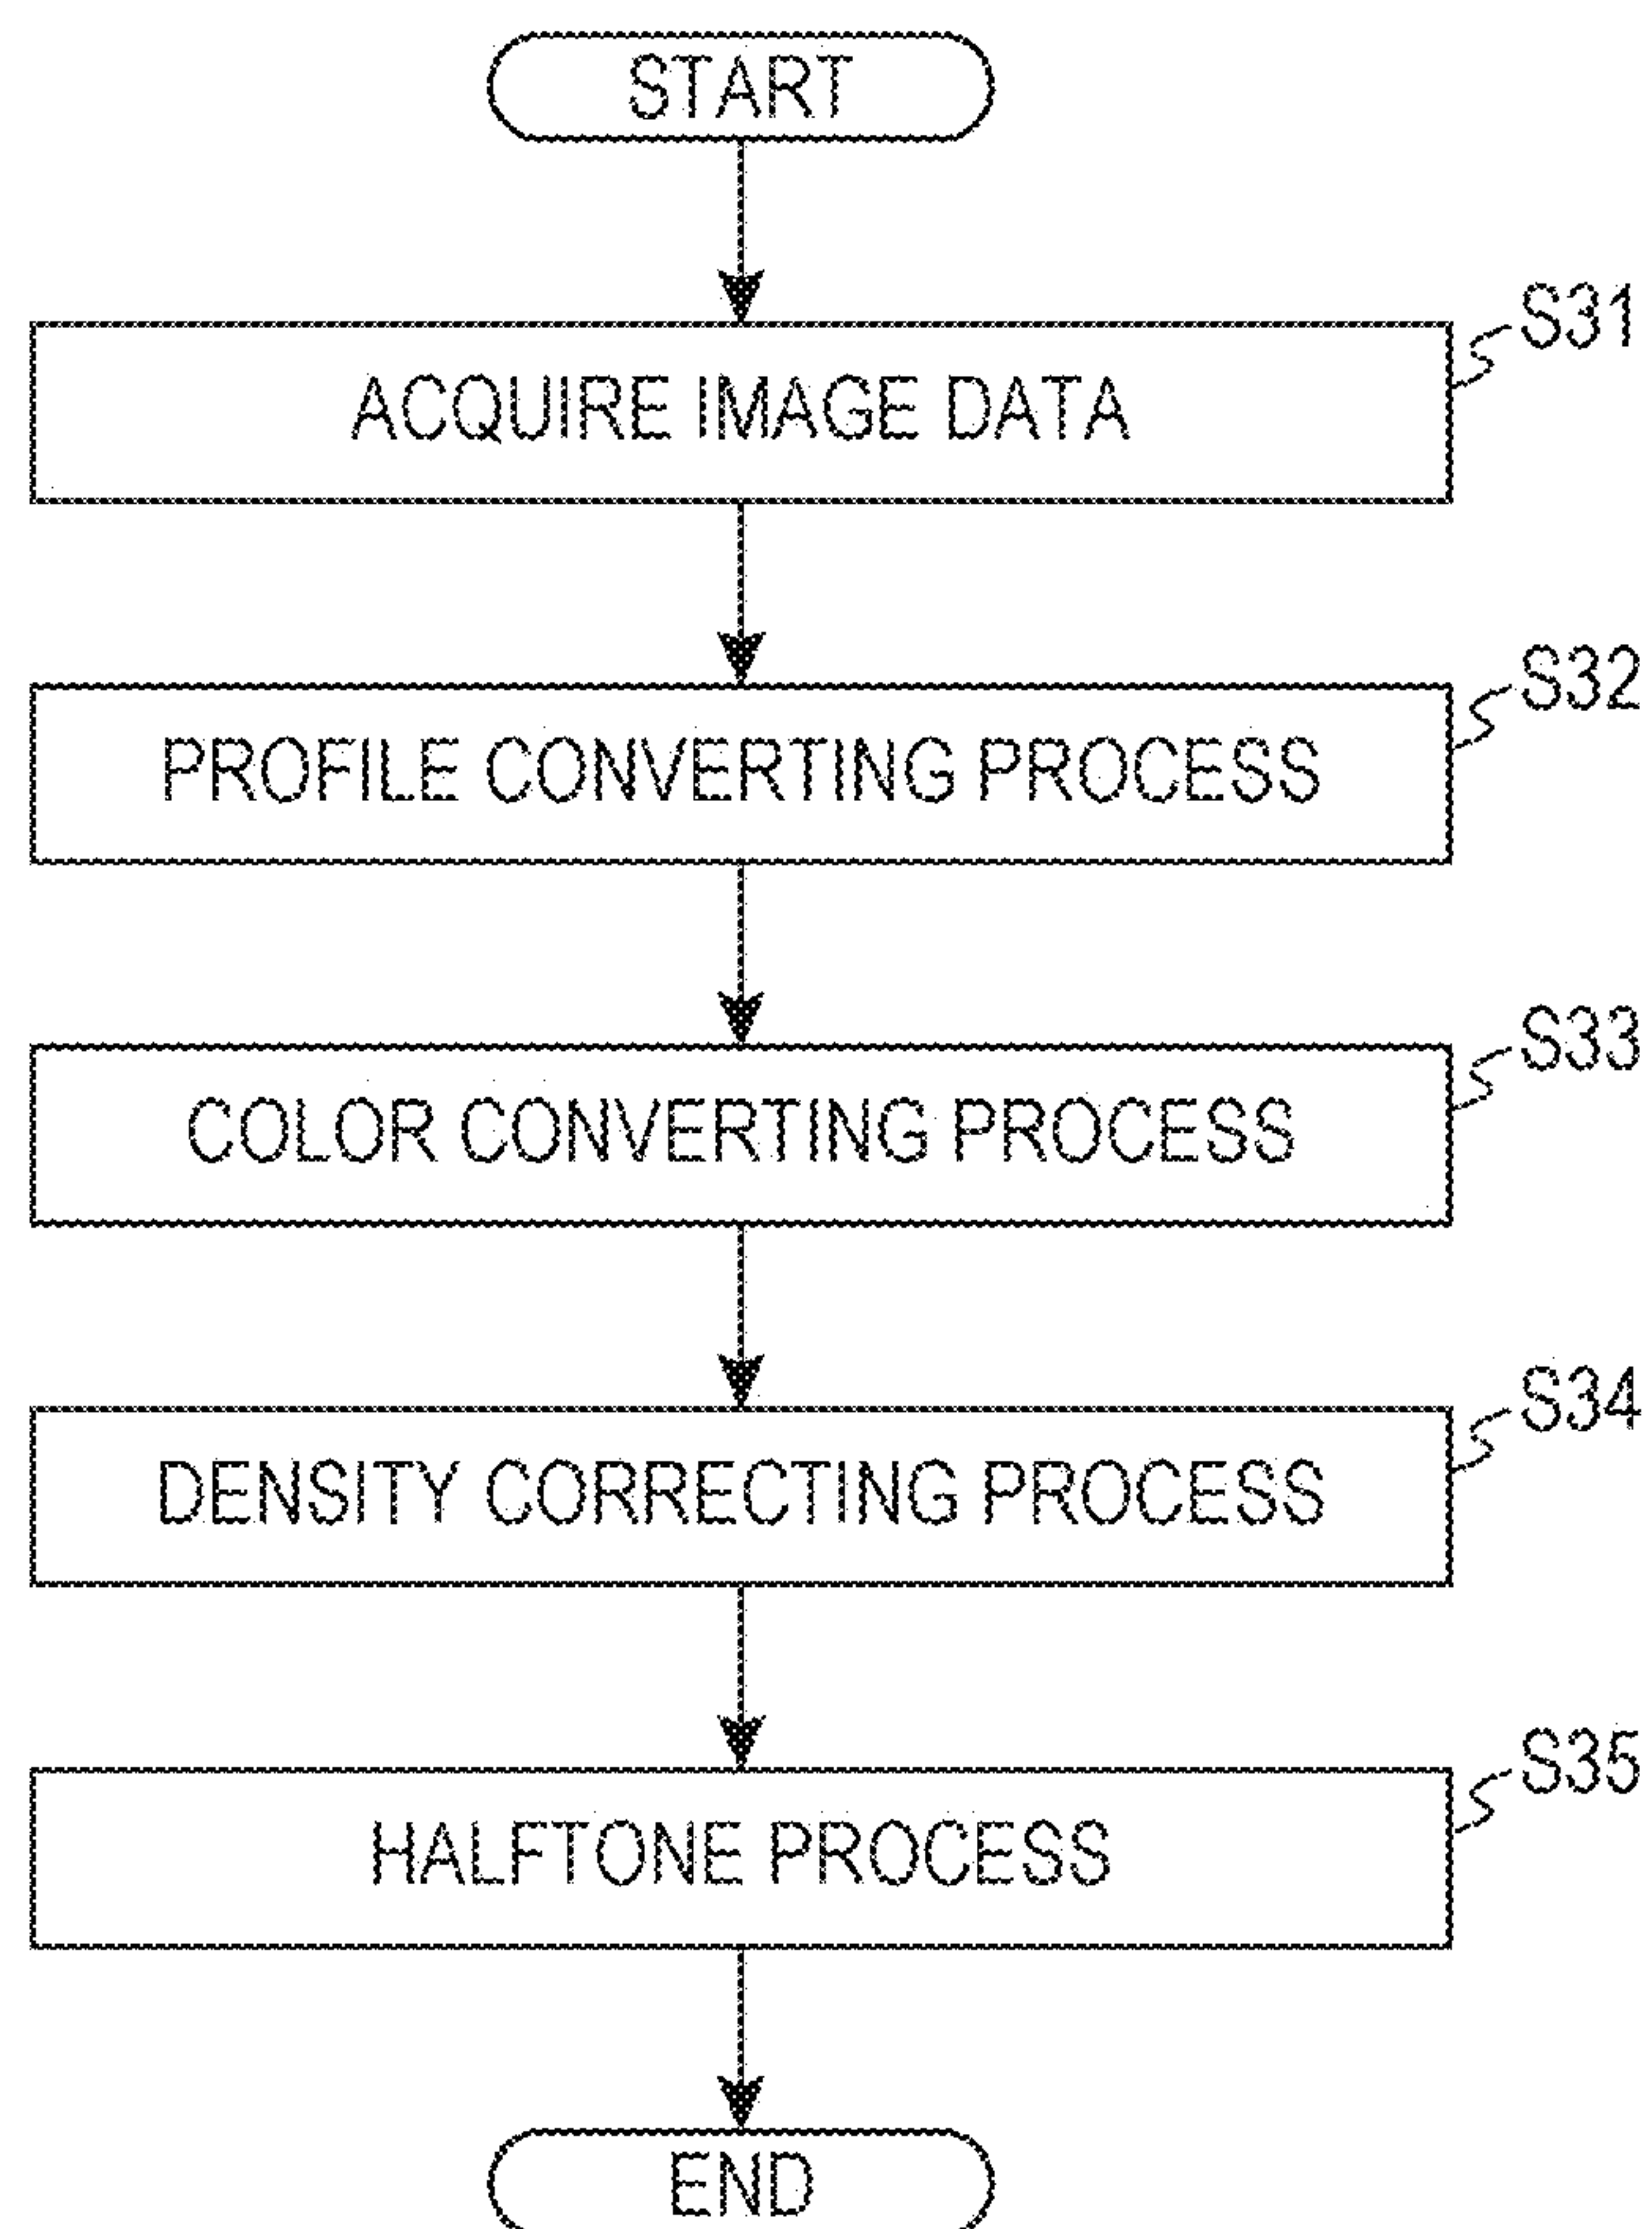 START
S31
ACQUIRE IMAGE DATA
S32
PROFILE CONVERTING PROCESS
S33
COLOR CONVERTING PROCESS
S34
DENSITY CORRECTING PROCESS
S35
HALFTONE PROCESS
END